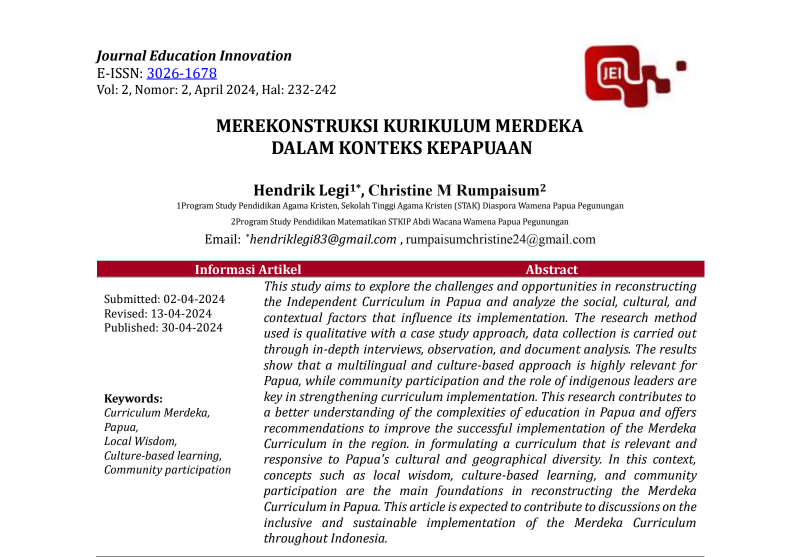 Journal Education Innovation
E-ISSN: 3026-1678
Vol: 2, Nomor: 2, April 2024, Hal: 232-242
JEI
MEREKONSTRUKSI KURIKULUM MERDEKA
DALAM KONTEKS KEPAPUAAN
Hendrik Legi1*, Christine M Rumpaisum2
1Program Study Pendidikan Agama Kristen, Sekolah Tinggi Agama Kristen (STAK) Diaspora Wamena Papua Pegunungan
2Program Study Pendidikan Matematikan STKIP Abdi Wacana Wamena Papua Pegunungan
Email: *hendriklegi83@gmail.com , rumpaisumchristine24@gmail.com
Informasi Artikel
Submitted: 02-04-2024
Revised: 13-04-2024
Published: 30-04-2024
Keywords:
Curriculum Merdeka,
Papua,
Local Wisdom,
Culture-based learning,
Community participation
Abstract
This study aims to explore the challenges and opportunities in reconstructing
the Independent Curriculum in Papua and analyze the social, cultural, and
contextual factors that influence its implementation. The research method
used is qualitative with a case study approach, data collection is carried out
through in-depth interviews, observation, and document analysis. The results
show that a multilingual and culture-based approach is highly relevant for
Papua, while community participation and the role of indigenous leaders are
key in strengthening curriculum implementation. This research contributes to
a better understanding of the complexities of education in Papua and offers
recommendations to improve the successful implementation of the Merdeka
Curriculum in the region. in formulating a curriculum that is relevant and
responsive to Papua's cultural and geographical diversity. In this context,
concepts such as local wisdom, culture-based learning, and community
participation are the main foundations in reconstructing the Merdeka
Curriculum in Papua. This article is expected to contribute to discussions on the
inclusive and sustainable implementation of the Merdeka Curriculum
throughout Indonesia.